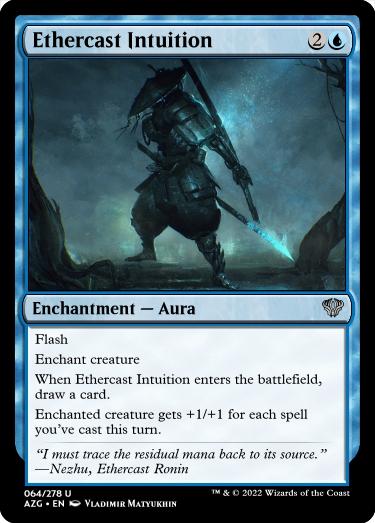 Ethercast Intuition 2
Enchantment — Aura
Flash
Enchant creature
When Ethercast Intuition enters the battlefield,
draw a card.
Enchanted creature gets +1/+1 for each spell
you've cast this turn.
“I must trace the residual mana back to its source.”
—Nezhu, Ethercast Ronin
064/278 U ™ & © 2022 Wizards of the Coast
AZG • EN Vladimir Matyukhin